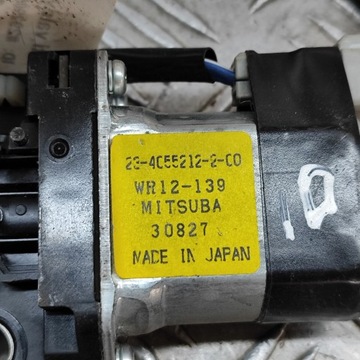 23-4C55212-2-C0
WR12-139
MITSUBA
30827
MADE IN JAPAN